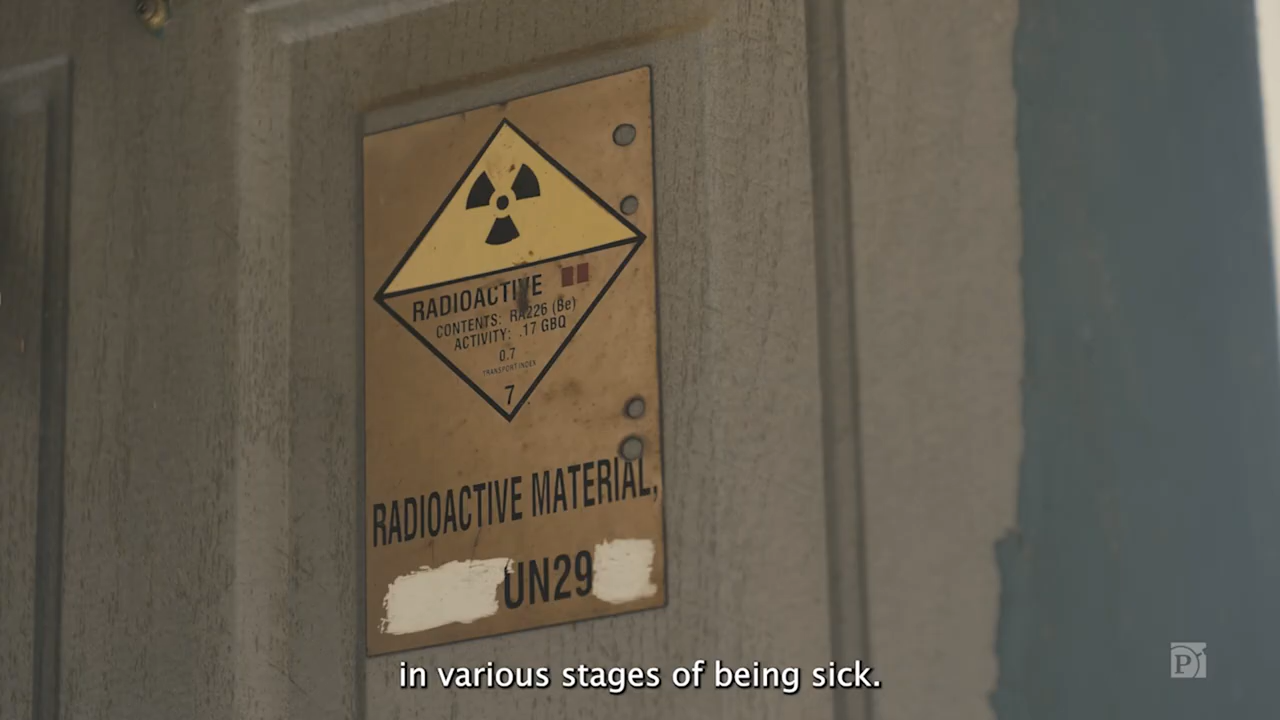 RADIOACTIVE II
CONTENTS: RA226 (Be)
ACTIVITY: .17 GBQ
0.7
TRANSPORT INDEX
7
RADIOACTIVE MATERIAL,
UN29
in various stages of being sick.
P